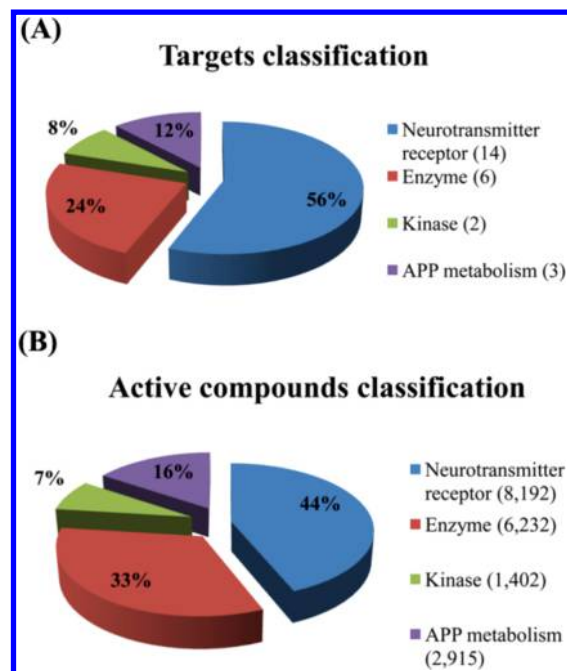 (A)
Targets classification
8%
12%
24%
56%
Neurotransmitter
receptor (14)
Enzyme (6)
Kinase (2)
APP metabolism (3)
(B)
Active compounds classification
7%
16%
44%
33%
Neurotransmitter
receptor (8,192)
Enzyme (6,232)
Kinase (1,402)
APP metabolism
(2,915)